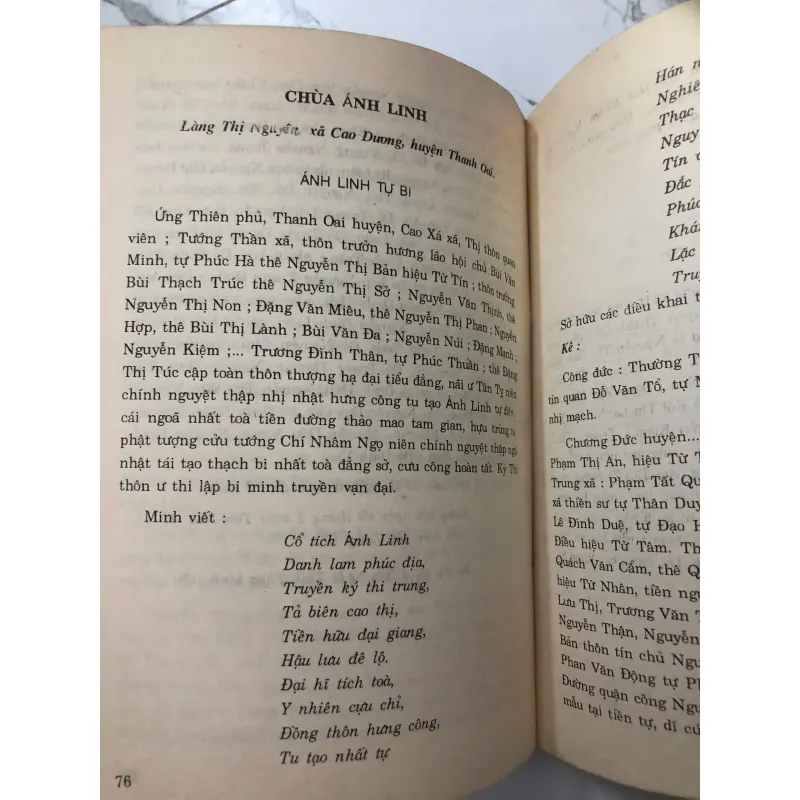 CHÙA ÁNH LINH
Làng Thị Nguyên xã Cao Dương, huyện Thanh Oai.
ÁNH LINH TỰ BI
Ứng Thiên phủ, Thanh Oai huyện, Cao Xá xã, Thị thôn quan
viên ; Tướng Thần xã, thôn trưởn hương lão hội chủ Bùi Văn
Minh, tự Phúc Hà thê Nguyễn Thị Bản hiệu Từ Tín ; thôn trưởng
Bùi Thạch Trúc thê Nguyễn Thị Sở ; Nguyễn Văn Thịnh, thê
Nguyễn Thị Non ; Đặng Văn Miêu, thê Nguyễn Thị Phan ; Nguyễn
Hợp, thê Bùi Thị Lành ; Bùi Văn Đa ; Nguyễn Núi ; Đặng Mạnh ;
Nguyễn Kiệm ;... Trương Đình Thân, tự Phúc Thuần ; thê Đặng
Thị Túc cập toàn thôn thượng hạ đại tiểu đẳng, nãi ư Tân Tỵ niên
chính nguyệt thập nhị nhật hưng công tu tạo Ánh Linh tự tiền
cái ngoã nhất toà tiền đường thảo mao tam gian, hựu trùng tu
phật tượng cửu tướng Chí Nhâm Ngọ niên chính nguyệt thập ngũ
nhật tái tạo thạch bi nhất toà đẳng sở, cưu công hoàn tất. Kỳ Thị
thôn ư thi lập bi minh truyền vạn đại.
Minh viết :
Cổ tích Ánh Linh
Danh lam phúc địa,
Truyền ký thi trung,
Tả biên cao thị,
Tiền hữu đại giang,
Hậu lưu đê lộ.
Đại hĩ tích toà,
Y nhiên cựu chỉ,
Đồng thôn hưng công,
Tu tạo nhất tự
76
Hán n
Nghiê
Thạc
Nguy
Tín c
Đắc
Phúc
Khán
Lặc
Truy
Sở hữu các điều khai t
Kê :
Công đức : Thường T
tín quan Đỗ Văn Tổ, tự M
nhị mạch.
Chương Đức huyện...
Phạm Thị An, hiệu Từ T
Trung xã : Phạm Tất Qu
xã thiền sư tự Thân Duy
Lê Đình Duệ, tự Đạo H
Điều hiệu Từ Tâm. Th
Quách Văn Cẩm, thê Q
hiệu Từ Nhân, tiền ngu
Lưu Thị, Trương Văn T
Nguyễn Thận, Nguyễn
Bản thôn tín chủ Ngu
Phan Văn Động tự Ph
Đường quận công Ngu
mẫu tại tiền tự, dĩ cú